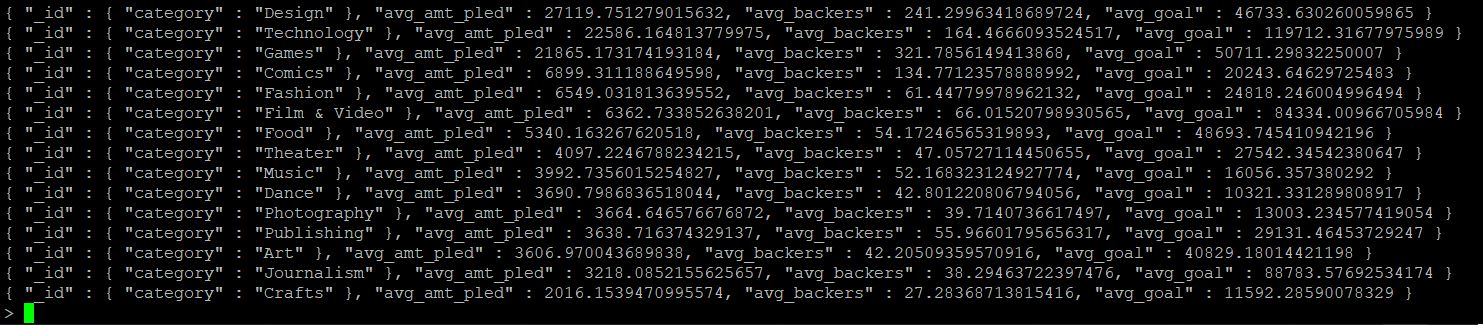 { "_id" : { "category" : "Design" }, "avg_amt_pled" : 27119.751279015632, "avg_backers" : 241.29963418689724, "avg_goal" : 46733.630260059865 }
{ "_id" : { "category" : "Technology" }, "avg_amt_pled" : 22586.164813779975, "avg_backers" : 164.4666093524517, "avg_goal" : 119712.31677975989 }
{ "_id" : { "category" : "Games" }, "avg_amt_pled" : 21865.173174193184, "avg_backers" : 321.7856149413868, "avg_goal" : 50711.29832250007 }
{ "_id" : { "category" : "Comics" }, "avg_amt_pled" : 6899.311188649598, "avg_backers" : 134.77123578888992, "avg_goal" : 20243.64629725483 }
{ "_id" : { "category" : "Fashion" }, "avg_amt_pled" : 6549.031813639552, "avg_backers" : 61.44779978962132, "avg_goal" : 24818.246004996494 }
{ "_id" : { "category" : "Film & Video" }, "avg_amt_pled" : 6362.733852638201, "avg_backers" : 66.01520798930565, "avg_goal" : 84334.00966705984 }
{ "_id" : { "category" : "Food" }, "avg_amt_pled" : 5340.163267620518, "avg_backers" : 54.17246565319893, "avg_goal" : 48693.745410942196 }
{ "_id" : { "category" : "Theater" }, "avg_amt_pled" : 4097.2246788234215, "avg_backers" : 47.05727114450655, "avg_goal" : 27542.34542380647 }
{ "_id" : { "category" : "Music" }, "avg_amt_pled" : 3992.7356015254827, "avg_backers" : 52.168323124927774, "avg_goal" : 16056.357380292 }
{ "_id" : { "category" : "Dance" }, "avg_amt_pled" : 3690.7986836518044, "avg_backers" : 42.801220806794056, "avg_goal" : 10321.331289808917 }
{ "_id" : { "category" : "Photography" }, "avg_amt_pled" : 3664.646576676872, "avg_backers" : 39.7140736617497, "avg_goal" : 13003.234577419054 }
{ "_id" : { "category" : "Publishing" }, "avg_amt_pled" : 3638.716374329137, "avg_backers" : 55.96601795656317, "avg_goal" : 29131.46453729247 }
{ "_id" : { "category" : "Art" }, "avg_amt_pled" : 3606.970043689838, "avg_backers" : 42.20509359570916, "avg_goal" : 40829.18014421198 }
{ "_id" : { "category" : "Journalism" }, "avg_amt_pled" : 3218.0852155625657, "avg_backers" : 38.29463722397476, "avg_goal" : 88783.57692534174 }
{ "_id" : { "category" : "Crafts" }, "avg_amt_pled" : 2016.1539470995574, "avg_backers" : 27.28368713815416, "avg_goal" : 11592.28590078329 }
>